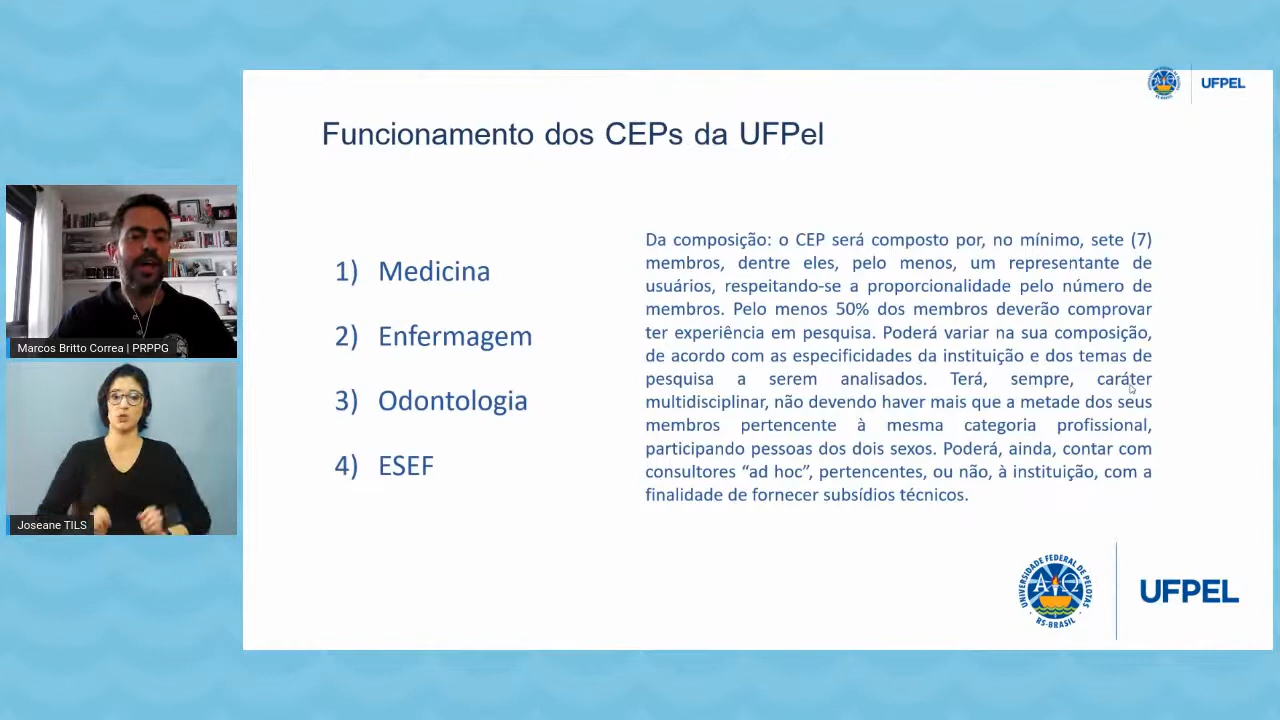 UFPEL
Funcionamento dos CEPs da UFPel
1) Medicina
2) Enfermagem
3) Odontologia
4) ESEF
Da composição: o CEP será composto por, no mínimo, sete (7)
membros, dentre eles, pelo menos, um representante de
usuários, respeitando-se a proporcionalidade pelo número de
membros. Pelo menos 50% dos membros deverão comprovar
ter experiência em pesquisa. Poderá variar na sua composição,
de acordo com as especificidades da instituição e dos temas de
pesquisa a serem analisados. Terá, sempre, caráter
multidisciplinar, não devendo haver mais que a metade dos seus
membros pertencente à mesma categoria profissional,
participando pessoas dos dois sexos. Poderá, ainda, contar com
consultores “ad hoc”, pertencentes, ou não, à instituição, com a
finalidade de fornecer subsídios técnicos.
Marcos Britto Correa | PRPPG
Joseane TILS
UNIVERSIDADE FEDERAL DE PELOTAS
AΩ
RS-BRASIL
UFPEL